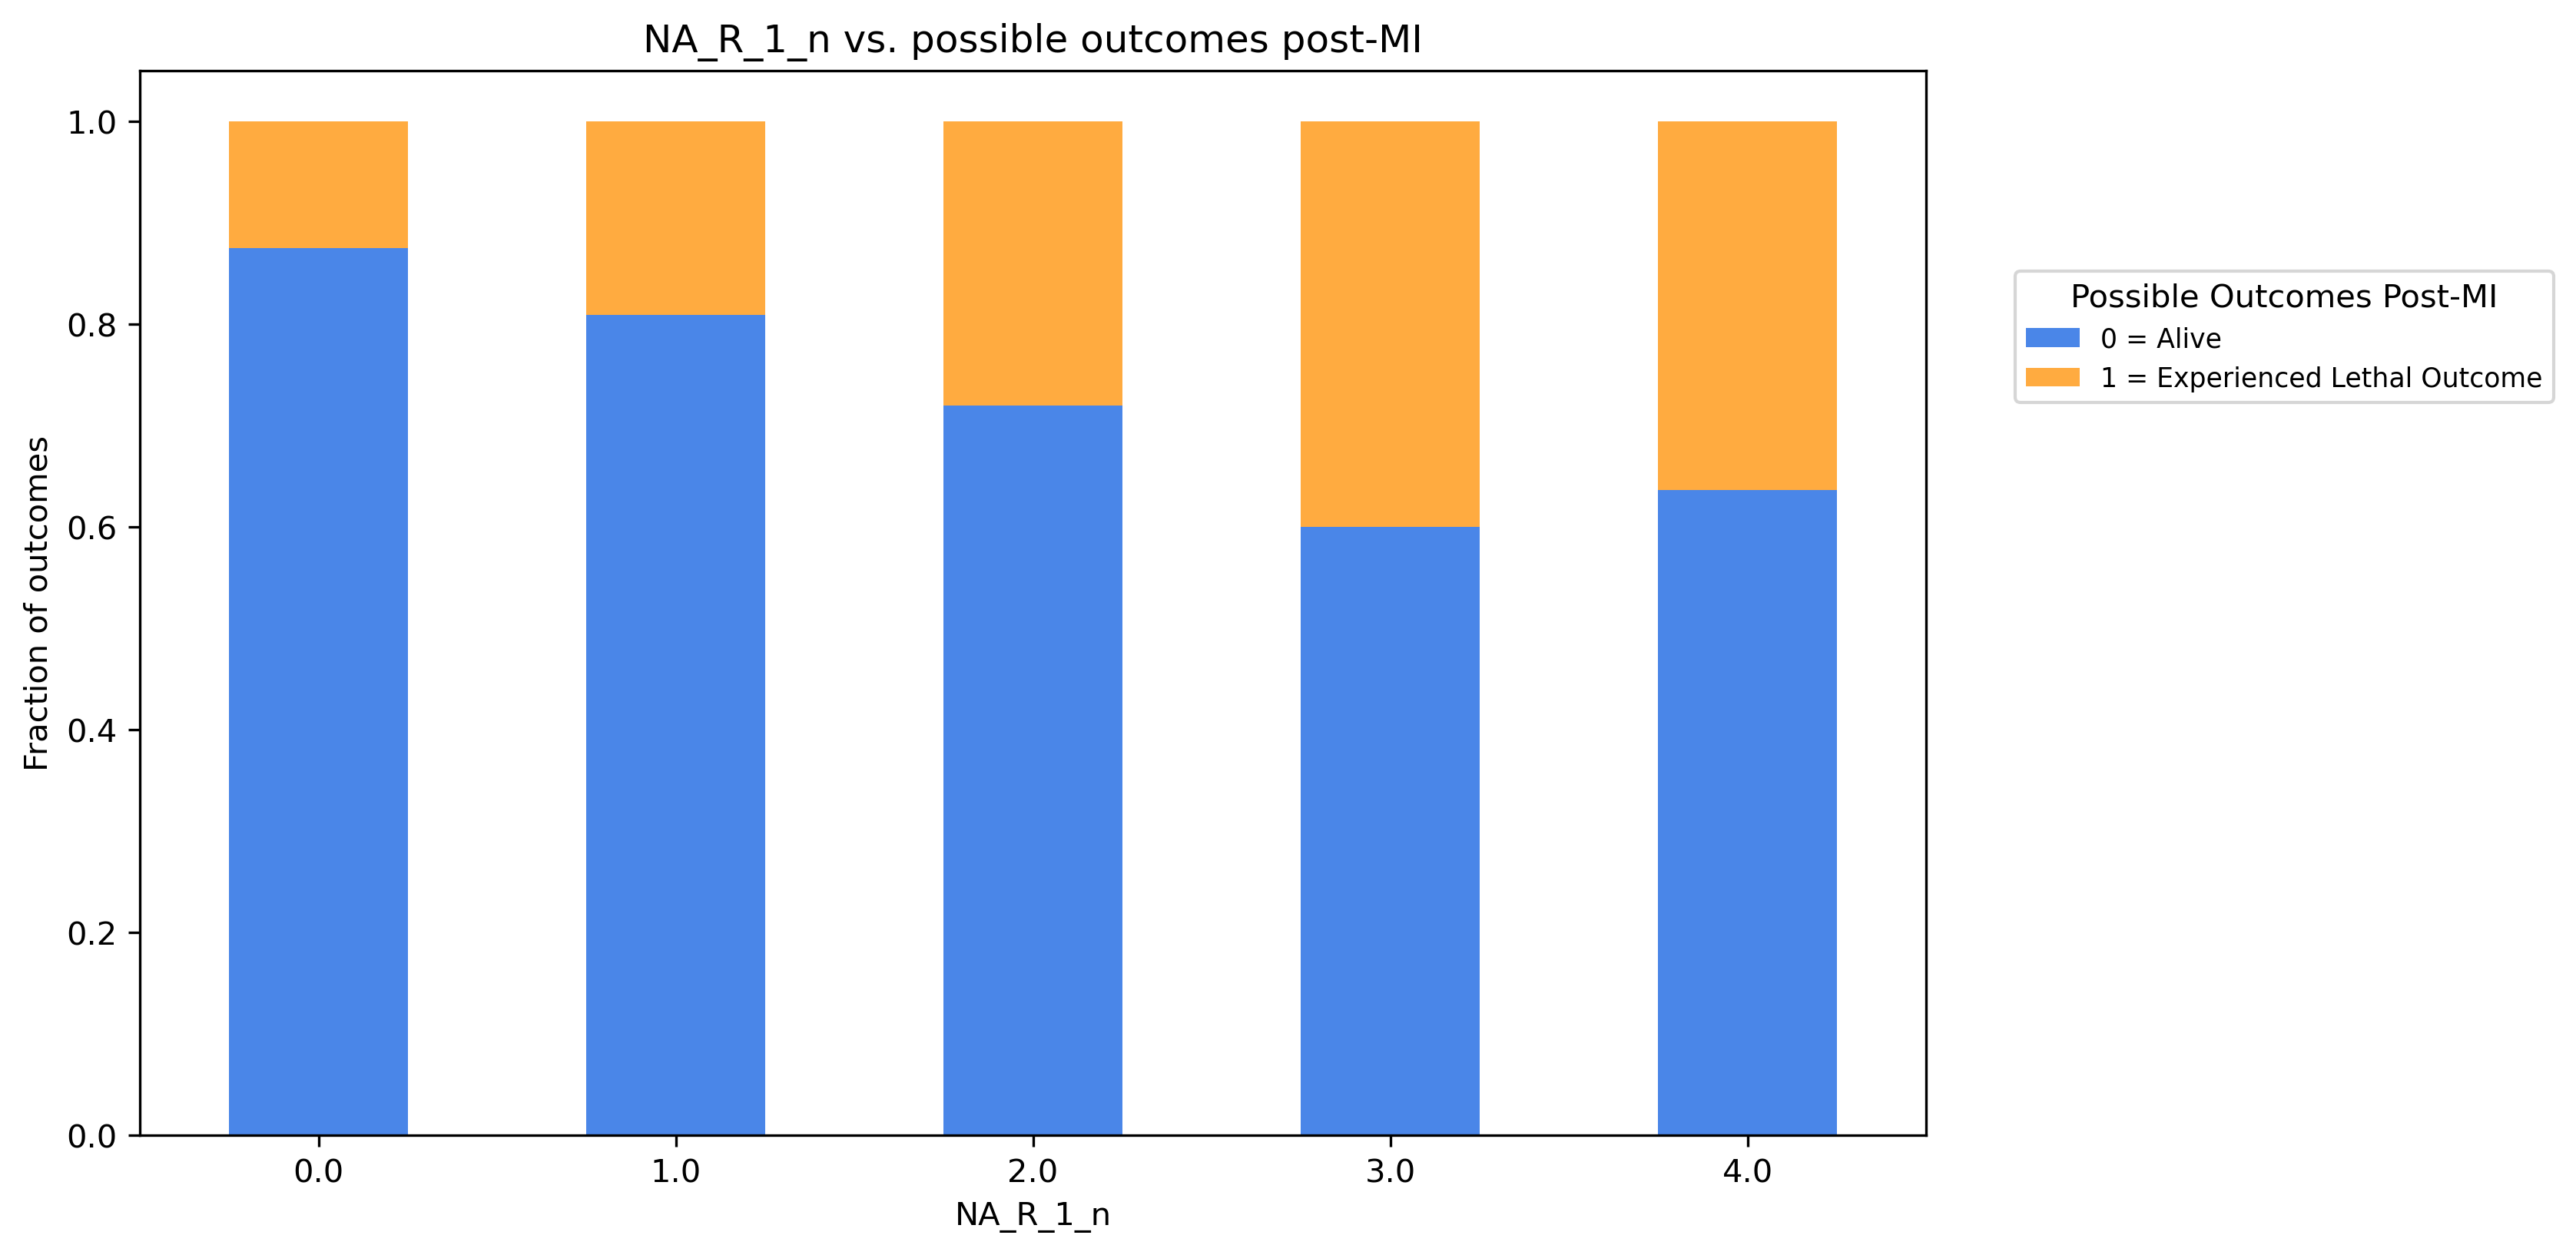 NA_R_1_n vs. possible outcomes post-MI
Fraction of outcomes
1.0
0.8
0.6
0.4
0.2
0.0
0.0 1.0 2.0 3.0 4.0
NA_R_1_n
Possible Outcomes Post-MI
0 = Alive
1 = Experienced Lethal Outcome